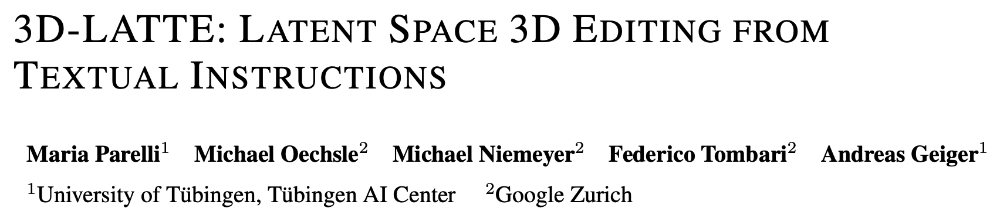 3D-LATTE: LATENT SPACE 3D EDITING FROM
TEXTUAL INSTRUCTIONS
Maria Parelli¹ Michael Oechsle² Michael Niemeyer² Federico Tombari² Andreas Geiger¹
¹University of Tübingen, Tübingen AI Center ²Google Zurich